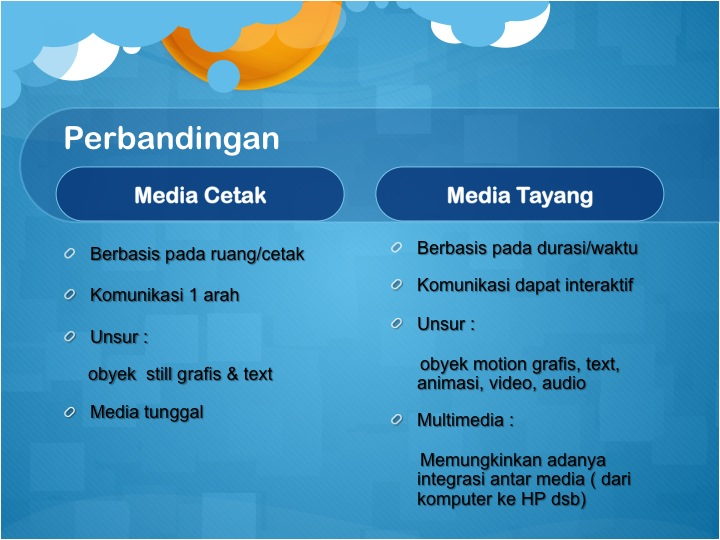 Perbandingan
Media Cetak
Berbasis pada ruang/cetak
Komunikasi 1 arah
Unsur :
obyek still grafis & text
Media tunggal
Media Tayang
Berbasis pada durasi/waktu
Komunikasi dapat interaktif
Unsur :
obyek motion grafis, text,
animasi, video, audio
Multimedia :
Memungkinkan adanya
integrasi antar media ( dari
komputer ke HP dsb)